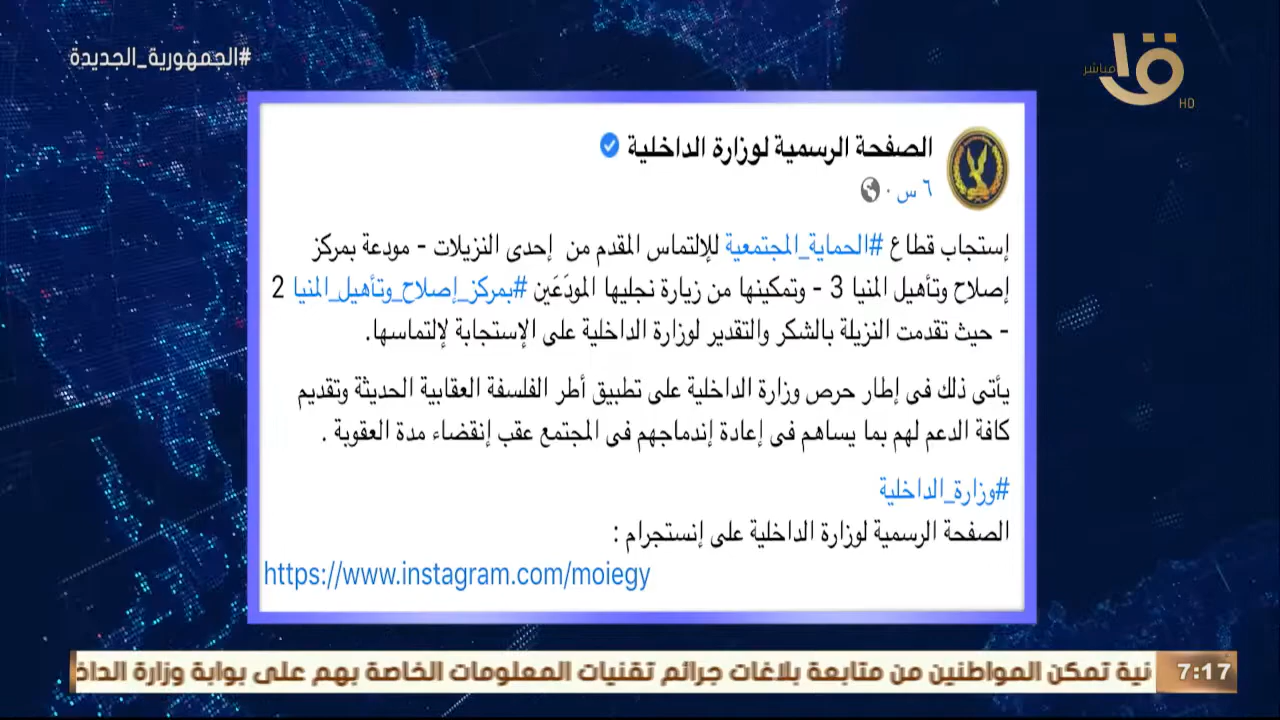 #الجمهورية_الجديدة
مباشر
HD
الصفحة الرسمية لوزارة الداخلية
٦ س ·
إستجاب قطاع #الحماية_المجتمعية للإلتماس المقدم من إحدى النزيلات - مودعة بمركز
إصلاح وتأهيل المنيا 3 - وتمكينها من زيارة نجليها المودَعَين #بمركز_إصلاح_وتأهيل_المنيا 2
- حيث تقدمت النزيلة بالشكر والتقدير لوزارة الداخلية على الإستجابة لإلتماسها.
يأتى ذلك فى إطار حرص وزارة الداخلية على تطبيق أطر الفلسفة العقابية الحديثة وتقديم
كافة الدعم لهم بما يساهم فى إعادة إندماجهم فى المجتمع عقب إنقضاء مدة العقوبة .
#وزارة_الداخلية
الصفحة الرسمية لوزارة الداخلية على إنستجرام :
https://www.instagram.com/moiegy
تمكن المواطنين من متابعة بلاغات جرائم تقنيات المعلومات الخاصة بهم على بوابة وزارة
7:17